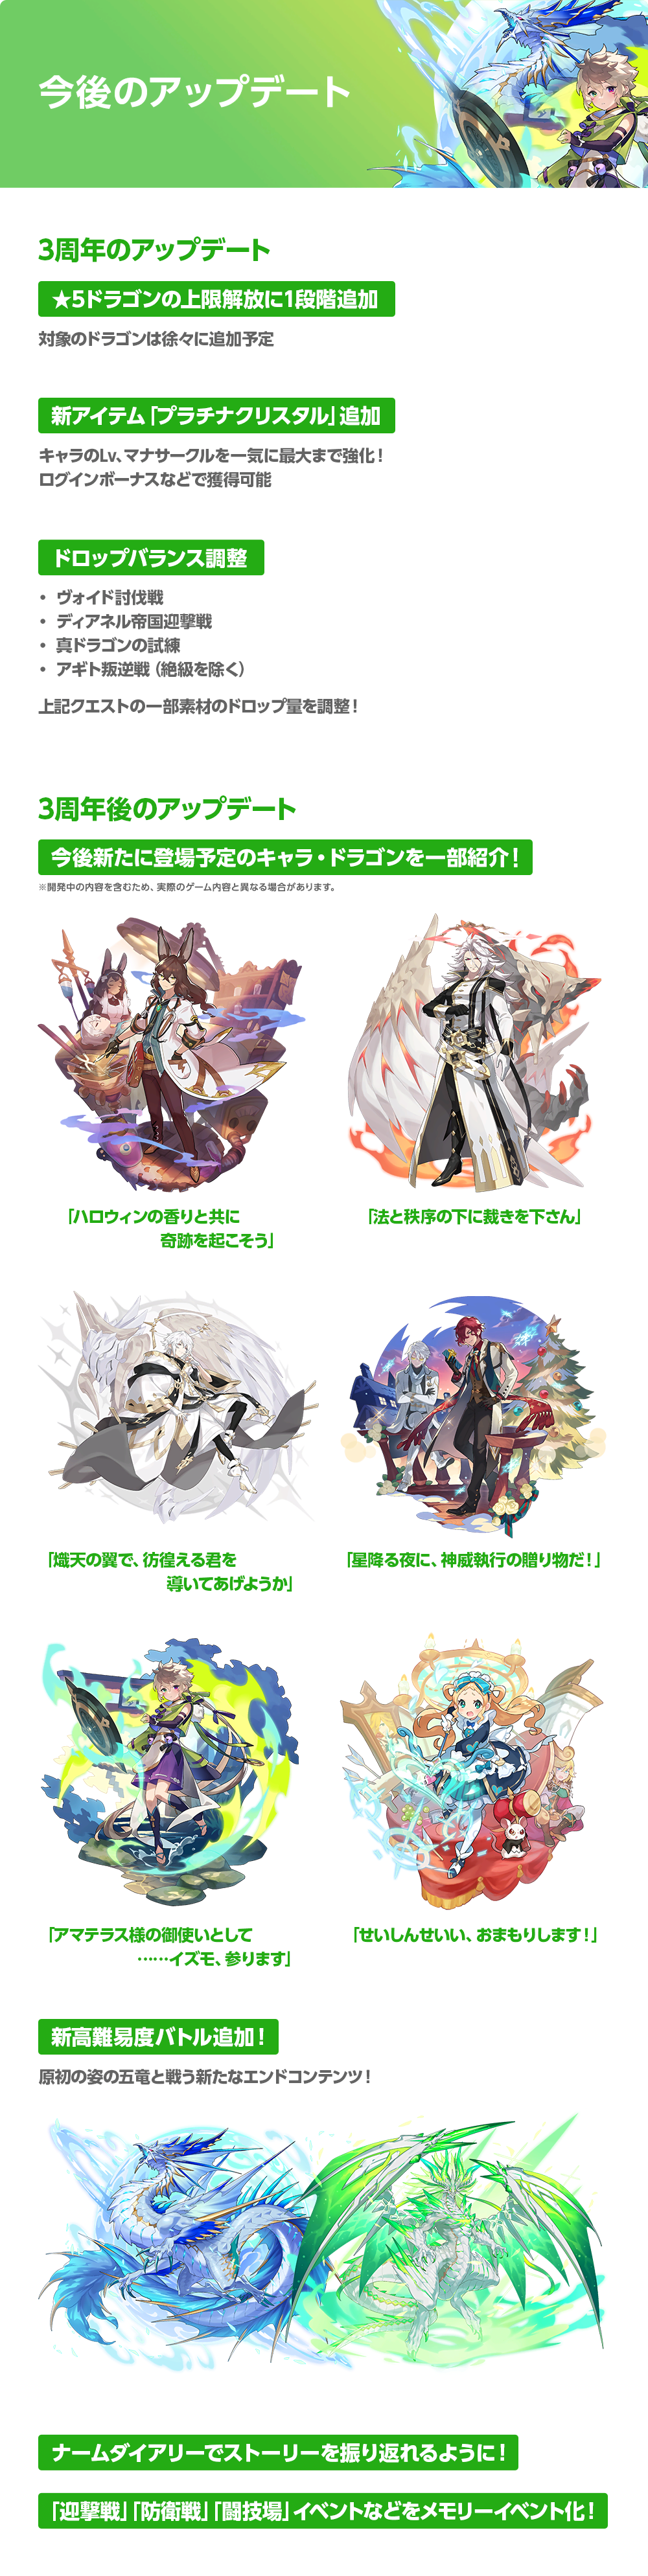 今後のアップデート
3周年のアップデート
★5ドラゴンの上限解放に1段階追加
対象のドラゴンは徐々に追加予定
新アイテム「プラチナクリスタル」追加
キャラのLv、マナサークルを一気に最大まで強化！
ログインボーナスなどで獲得可能
ドロップバランス調整
・ ヴォイド討伐戦
・ ディアネル帝国迎撃戦
・ 真ドラゴンの試練
・ アギト叛逆戦（絶級を除く）
上記クエストの一部素材のドロップ量を調整！
3周年後のアップデート
今後新たに登場予定のキャラ・ドラゴンを一部紹介！
※開発中の内容を含むため、実際のゲーム内容と異なる場合があります。
「ハロウィンの香りと共に
奇跡を起こそう」
「法と秩序の下に裁きを下さん」
「熾天の翼で、彷徨える君を
導いてあげようか」
「星降る夜に、神威執行の贈り物だ！」
「アマテラス様の御使いとして
……イズモ、参ります」
「せいしんせいい、おまもりします！」
新高難易度バトル追加！
原初の姿の五竜と戦う新たなエンドコンテンツ！
ナームダイアリーでストーリーを振り返れるように！
「迎撃戦」「防衛戦」「闘技場」イベントなどをメモリーイベント化！